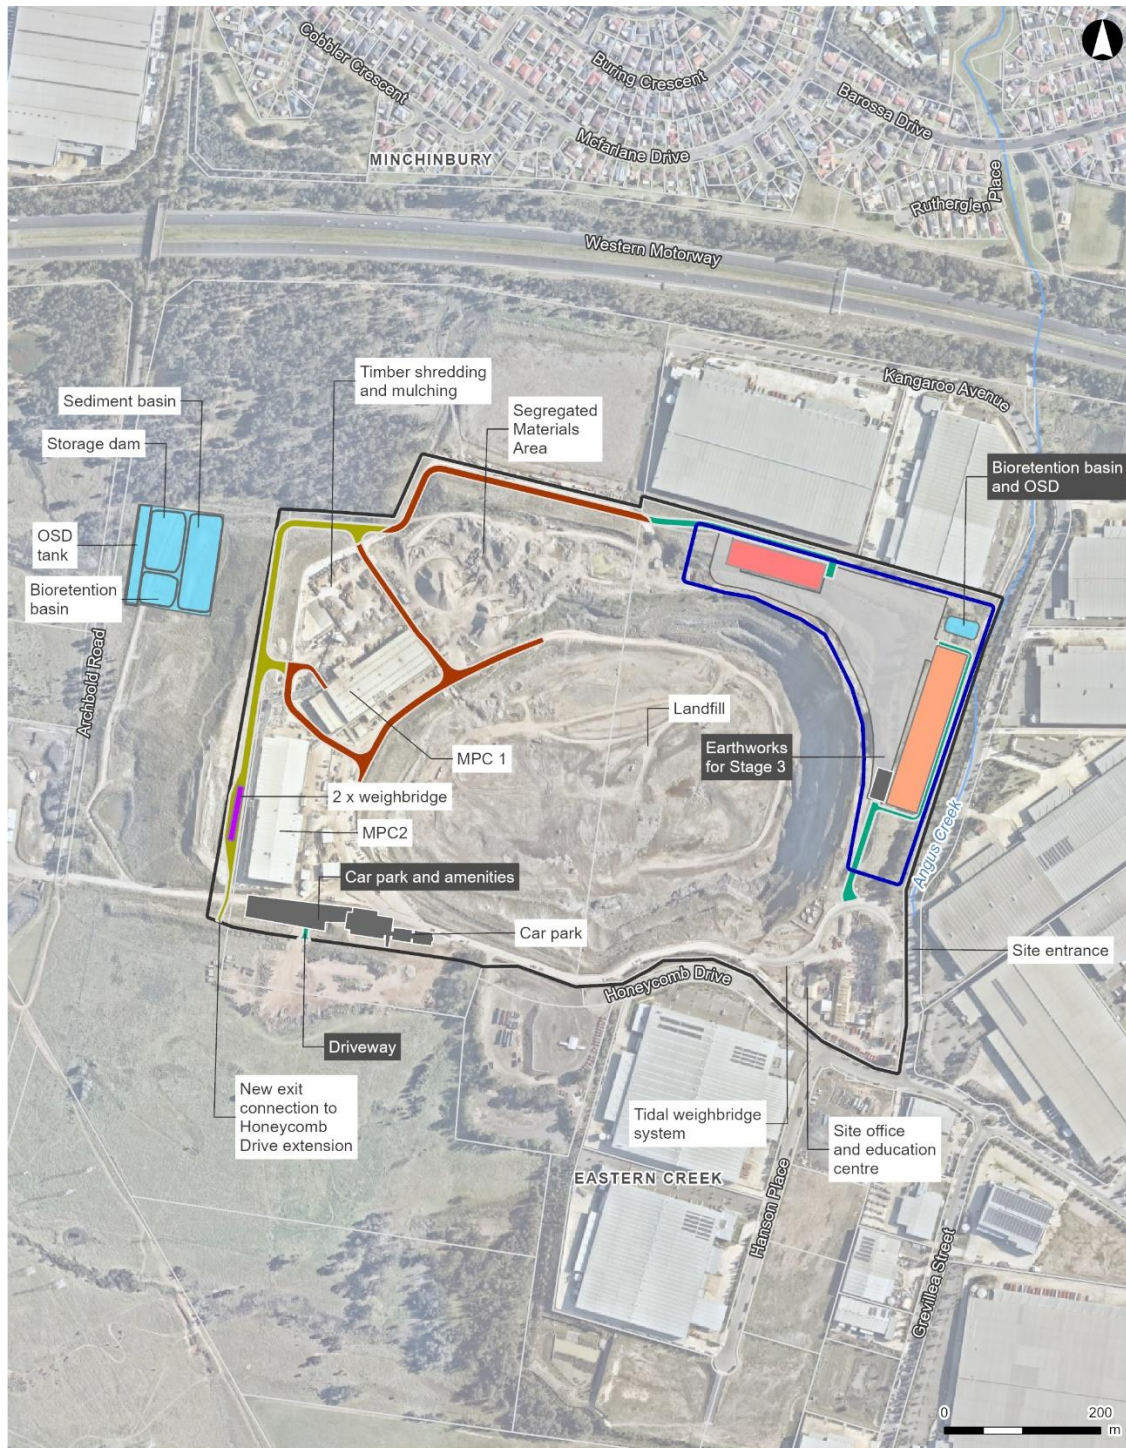 Cobbler Crescent
Buring Crescent
Barossa Drive
Mcfarlane Drive
MINCHINBURY
Rutherglen Place
Western Motorway
Kangaroo Avenue
Timber shredding
and mulching
Sediment basin
Segregated
Materials
Area
Storage dam
Bioretention basin
and OSD
OSD
tank
Bioretention
basin
Archbold Road
Landfill
Earthworks
for Stage 3
MPC 1
2 x weighbridge
MPC2
Angus Creek
Car park and amenities
Car park
Site entrance
Honeycomb Drive
Driveway
New exit
connection to
Honeycomb
Drive extension
Tidal weighbridge
system
Site office
and education
centre
EASTERN CREEK
Hanson Place
Grevillea Street
0 200
m